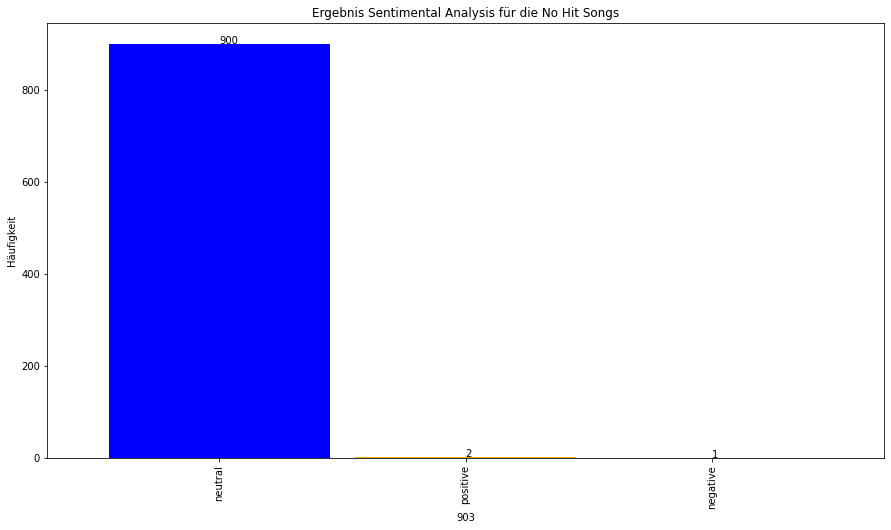 Ergebnis Sentimental Analysis für die No Hit Songs
900
800
600
400
200
0
Häufigkeit
2
1
neutral
positive
negative
903